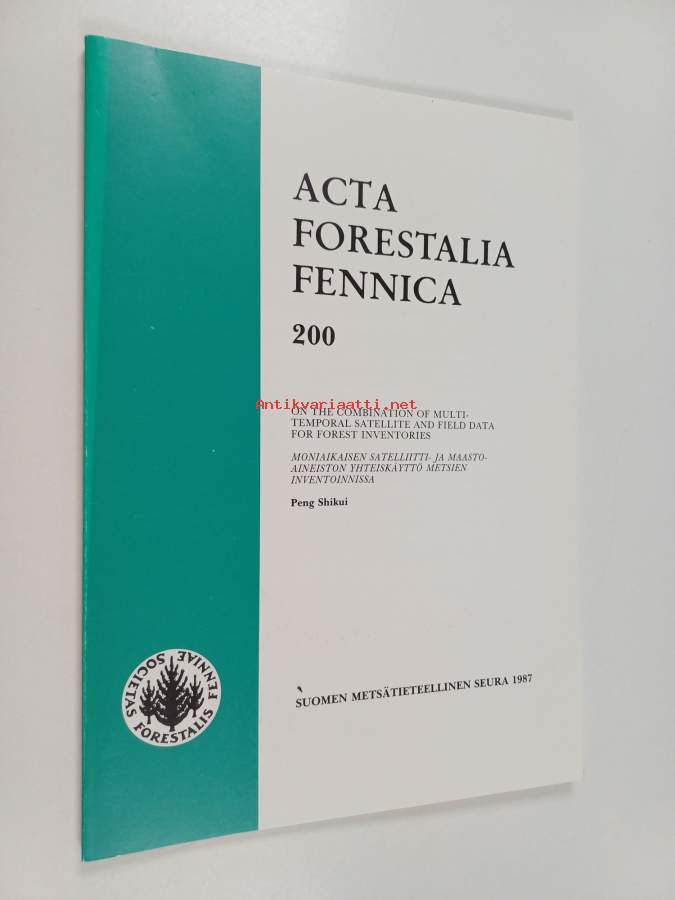 ACTA
FORESTALIA
FENNICA
200
Antikvariaatti.net
ON THE COMBINATION OF MULTI-
TEMPORAL SATELLITE AND FIELD DATA
FOR FOREST INVENTORIES
MONIAIKAISEN SATELLIITTI- JA MAASTO-
AINEISTON YHTEISKÄYTTÖ METSIEN
INVENTOINNISSA
Peng Shikui
SOCIETAS FORESTALIS FENNIAE
SUOMEN METSÄTIETEELLINEN SEURA 1987